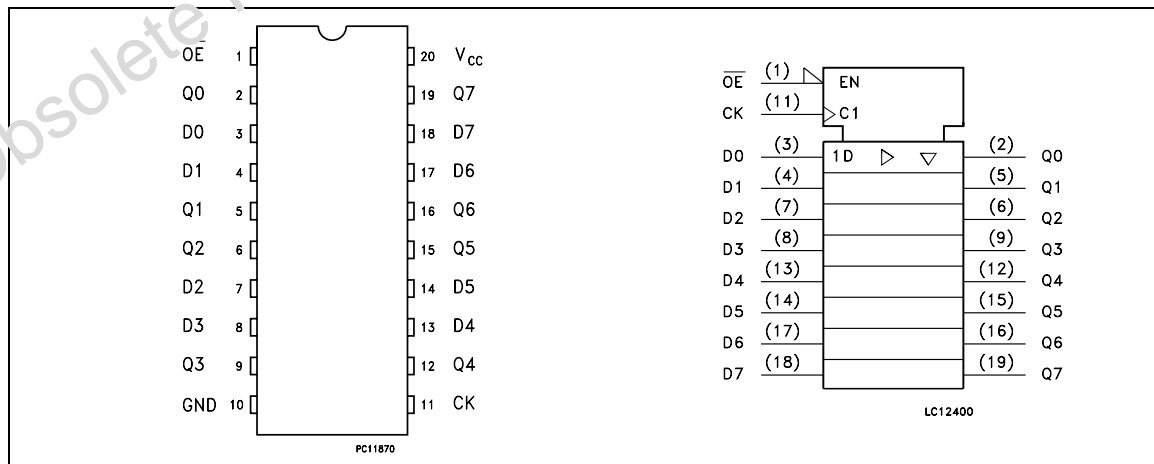 obsolete
OE 1 20 VCC
Q0 2 19 Q7
D0 3 18 D7
D1 4 17 D6
Q1 5 16 Q6
Q2 6 15 Q5
D2 7 14 D5
D3 8 13 D4
Q3 9 12 Q4
GND 10 11 CK
PC11870
OE (1) EN
CK (11) C1
D0 (3) 1D (2) Q0
D1 (4) (5) Q1
D2 (7) (6) Q2
D3 (8) (9) Q3
D4 (13) (12) Q4
D5 (14) (15) Q5
D6 (17) (16) Q6
D7 (18) (19) Q7
LC12400